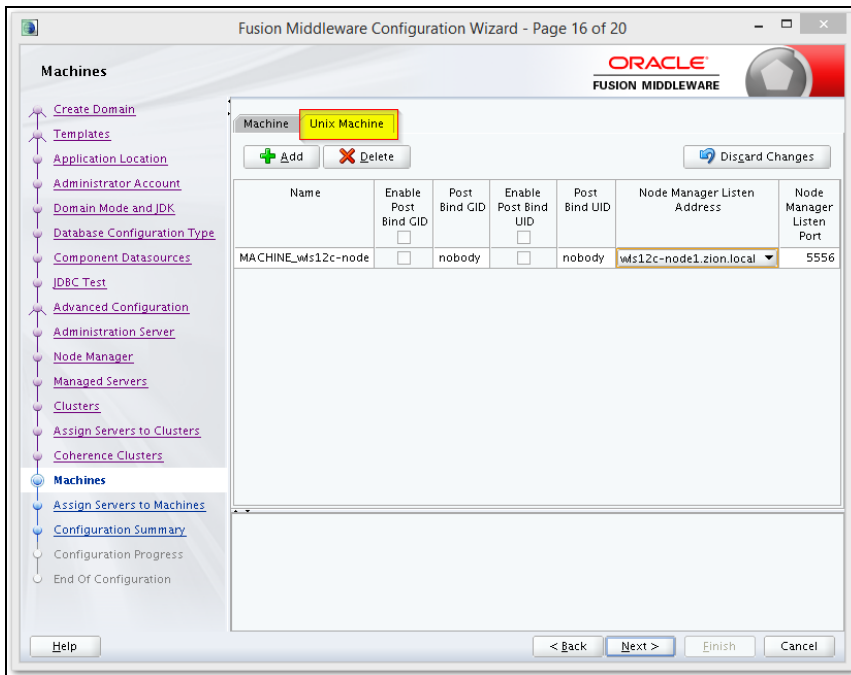 Fusion Middleware Configuration Wizard - Page 16 of 20
Machines
ORACLE
FUSION MIDDLEWARE
Create Domain
Templates
Application Location
Administrator Account
Domain Mode and JDK
Database Configuration Type
Component Datasources
JDBC Test
Advanced Configuration
Administration Server
Node Manager
Managed Servers
Clusters
Assign Servers to Clusters
Coherence Clusters
Machines
Assign Servers to Machines
Configuration Summary
Configuration Progress
End Of Configuration
Machine Unix Machine
Add Delete Discard Changes
Name
Enable Post Bind GID
Post Bind GID
Enable Post Bind UID
Post Bind UID
Node Manager Listen Address
Node Manager Listen Port
MACHINE_wls12c-node nobody nobody wls12c-node1.zion.local 5556
Help < Back Next > Finish Cancel